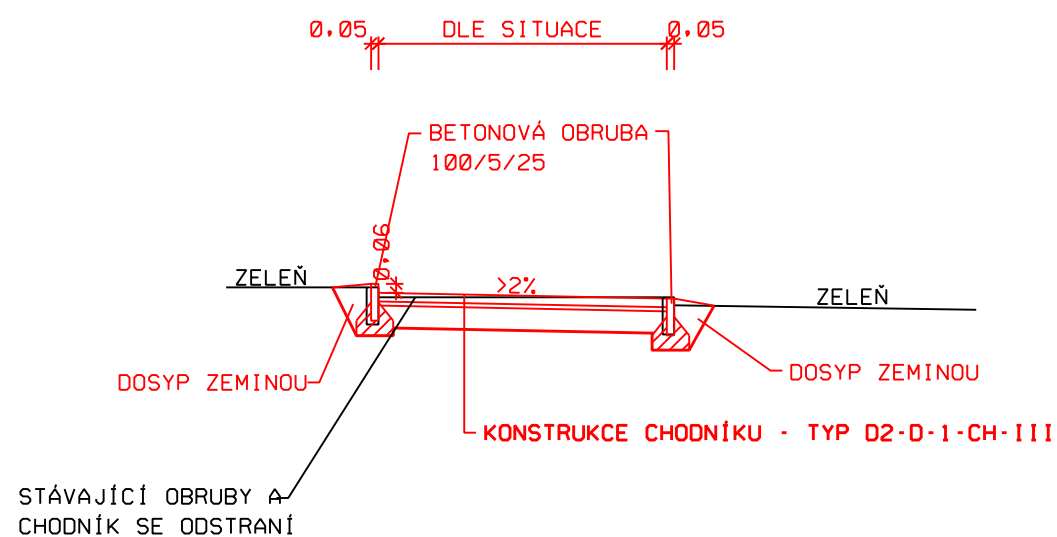 0.05 DLE SITUACE 0.05
BETONOVÁ OBRUBA
100/5/25
0.06
ZELEŇ
>2%
ZELEŇ
DOSYP ZEMINOU
DOSYP ZEMINOU
KONSTRUKCE CHODNÍKU - TYP D2-D-1-CH-III
STÁVAJÍCÍ OBRUBY A
CHODNÍK SE ODSTRANÍ